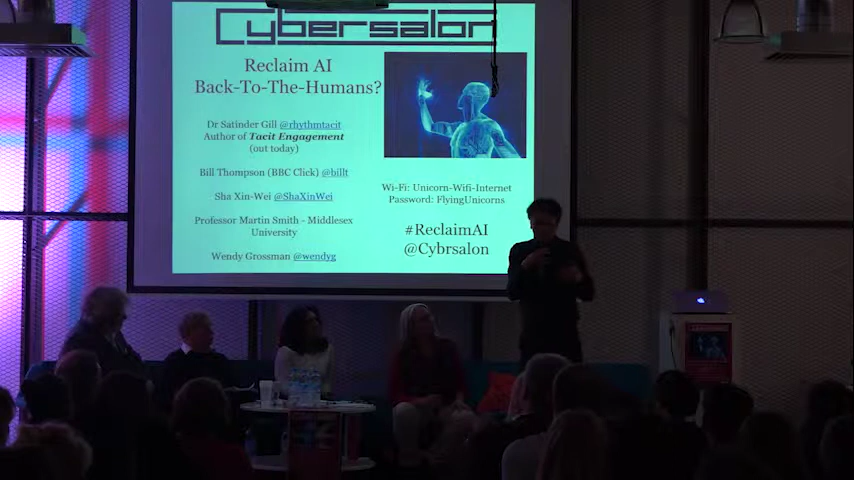 Cybersalon
Reclaim AI
Back-To-The-Humans?
Dr Satinder Gill @rhythmtacit
Author of Tacit Engagement
(out today)
Bill Thompson (BBC Click) @billt
Sha Xin-Wei @ShaXinWei
Professor Martin Smith - Middlesex
University
Wendy Grossman @wendyg
Wi-Fi: Unicorn-Wifi-Internet
Password: FlyingUnicorns
#ReclaimAI
@Cybrsalon